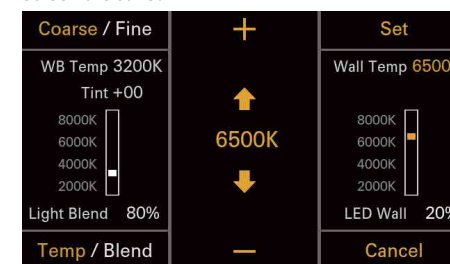 Coarse / Fine
WB Temp 3200K
Tint +00
8000K
6000K
4000K
2000K
Light Blend 80%
Temp / Blend
+
6500K
−
Set
Wall Temp 6500
8000K
6000K
4000K
2000K
LED Wall 20%
Cancel